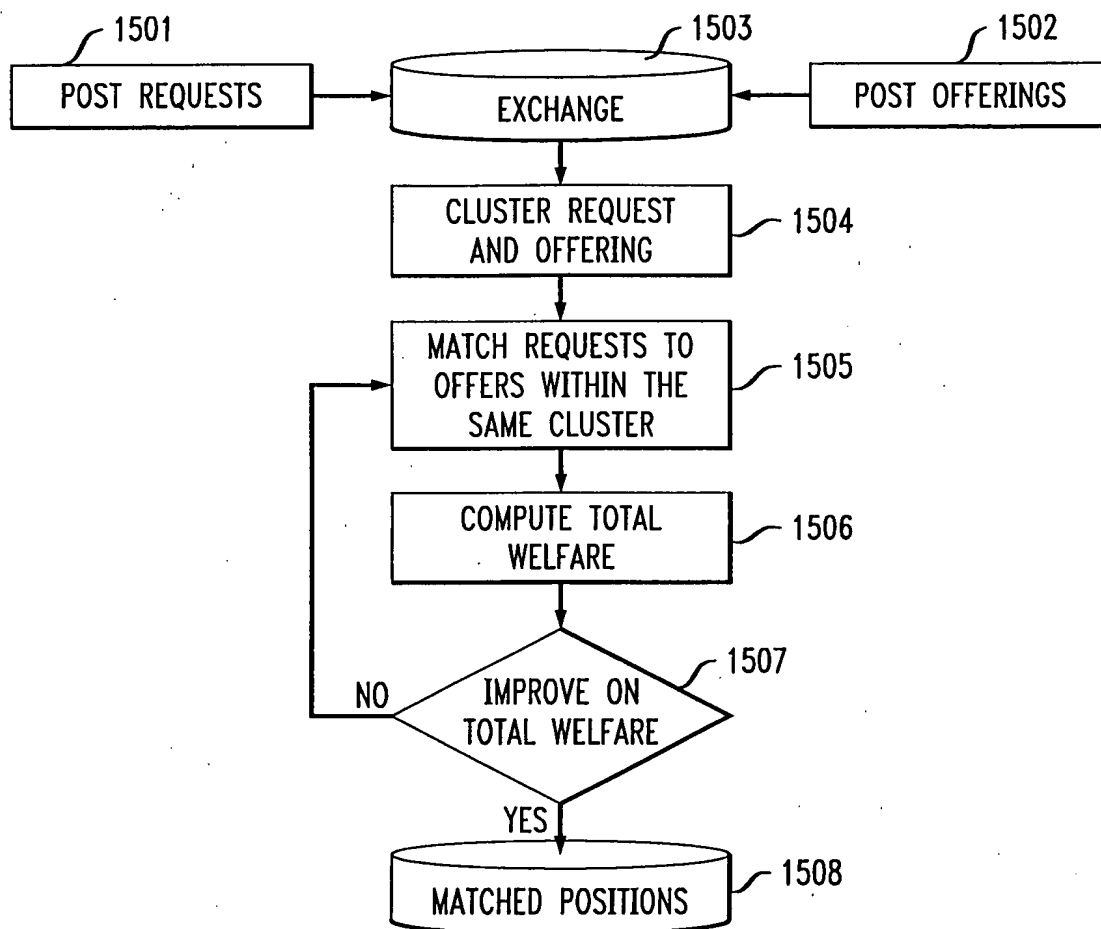 1501
1503
1502
POST REQUESTS
EXCHANGE
POST OFFERINGS
CLUSTER REQUEST
AND OFFERING
1504
MATCH REQUESTS TO
OFFERS WITHIN THE
SAME CLUSTER
1505
COMPUTE TOTAL
WELFARE
1506
1507
NO
IMPROVE ON
TOTAL WELFARE
YES
MATCHED POSITIONS
1508